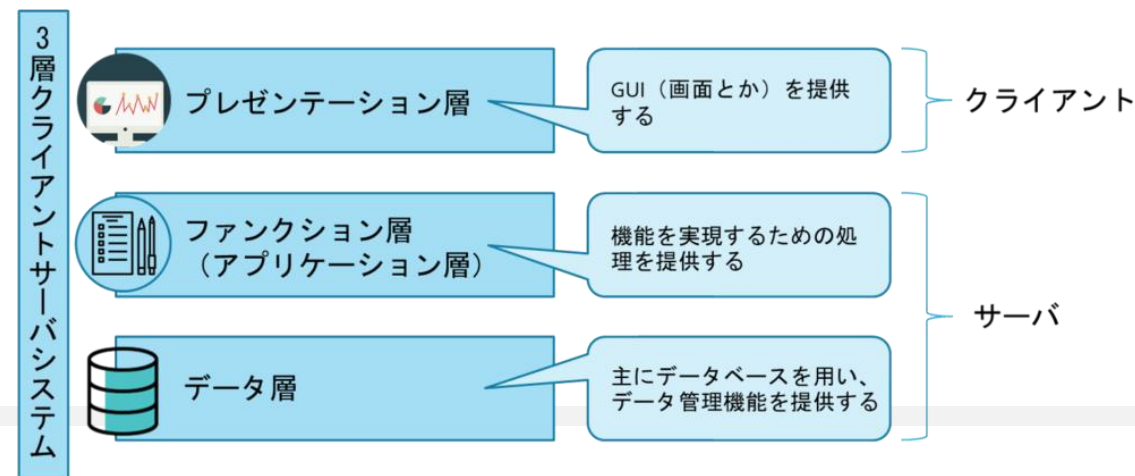 3層クライアントサーバシステム
プレゼンテーション層
GUI（画面とか）を提供
する
クライアント
ファンクション層
（アプリケーション層）
機能を実現するための処
理を提供する
サーバ
データ層
主にデータベースを用い、
データ管理機能を提供する